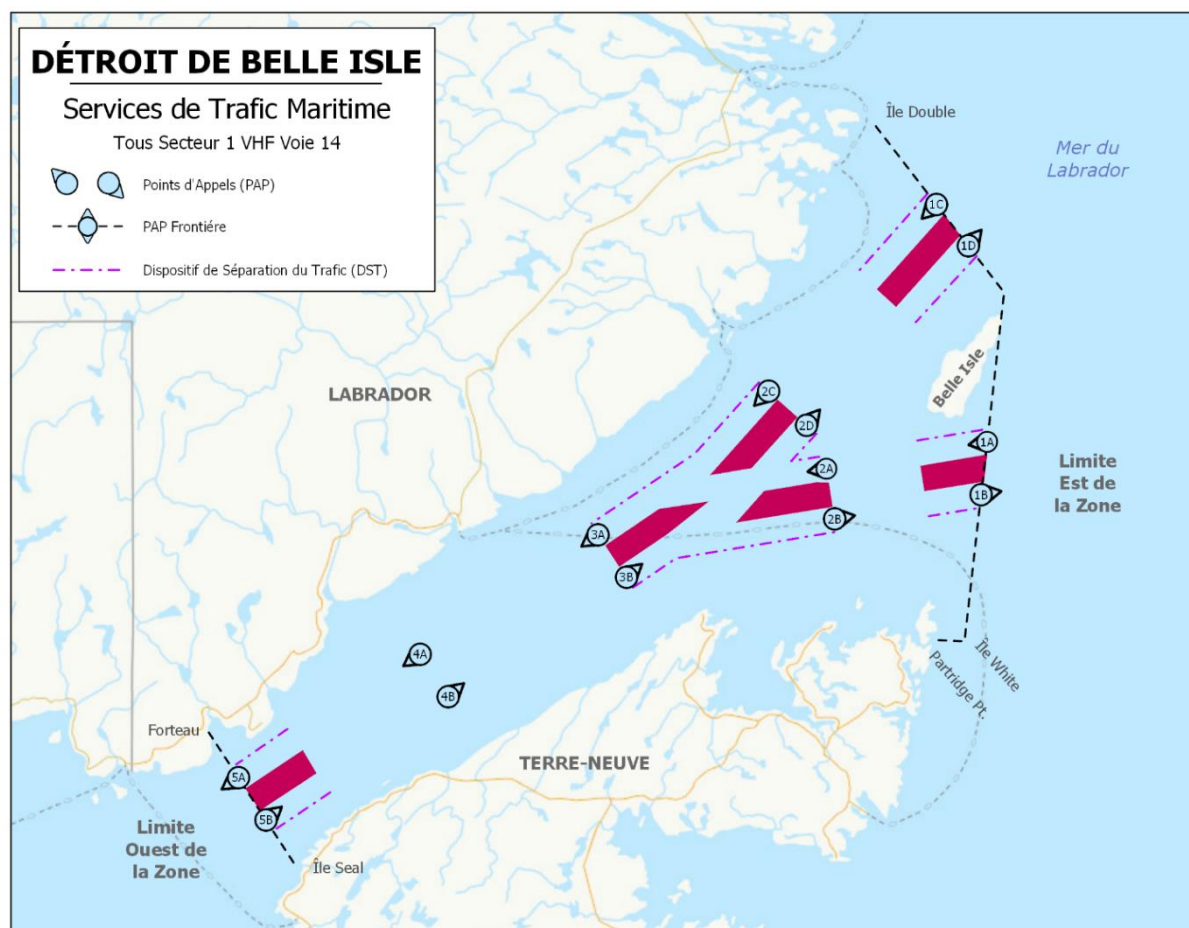 DÉTROIT DE BELLE ISLE
Services de Trafic Maritime
Tous Secteur 1 VHF Voie 14
Points d'Appels (PAP)
PAP Frontiére
Dispositif de Séparation du Trafic (DST)
Île Double
Mer du
Labrador
1C
1D
Belle Isle
LABRADOR
2C
2D
1A
2A
Limite
Est de
la Zone
1B
2B
3A
3B
Île White
Partridge Pt.
4A
4B
Forteau
TERRE-NEUVE
5A
5B
Limite
Ouest de
la Zone
Île Seal